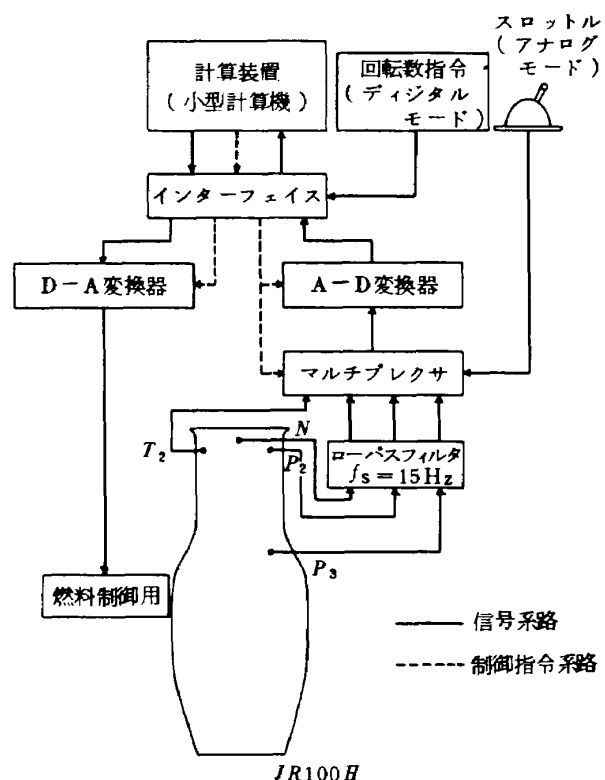 スロットル
(アナログ
モード)
計算装置
(小型計算機)
回転数指令
(ディジタル
モード)
インターフェイス
D-A変換器
A-D変換器
マルチプレクサ
N
T2
P2
ローパスフィルタ
fs=15Hz
P3
燃料制御用
信号系路
制御指令系路
JR100H